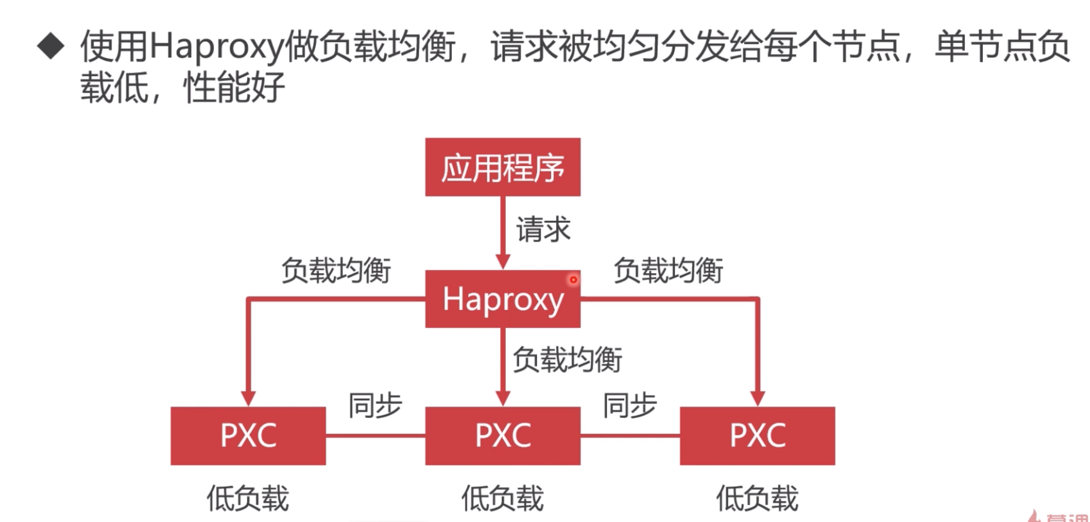 ◆ 使用Haproxy做负载均衡，请求被均匀分发给每个节点，单节点负
载低，性能好
应用程序
请求
负载均衡
负载均衡
Haproxy
负载均衡
同步
同步
PXC
PXC
PXC
低负载
低负载
低负载